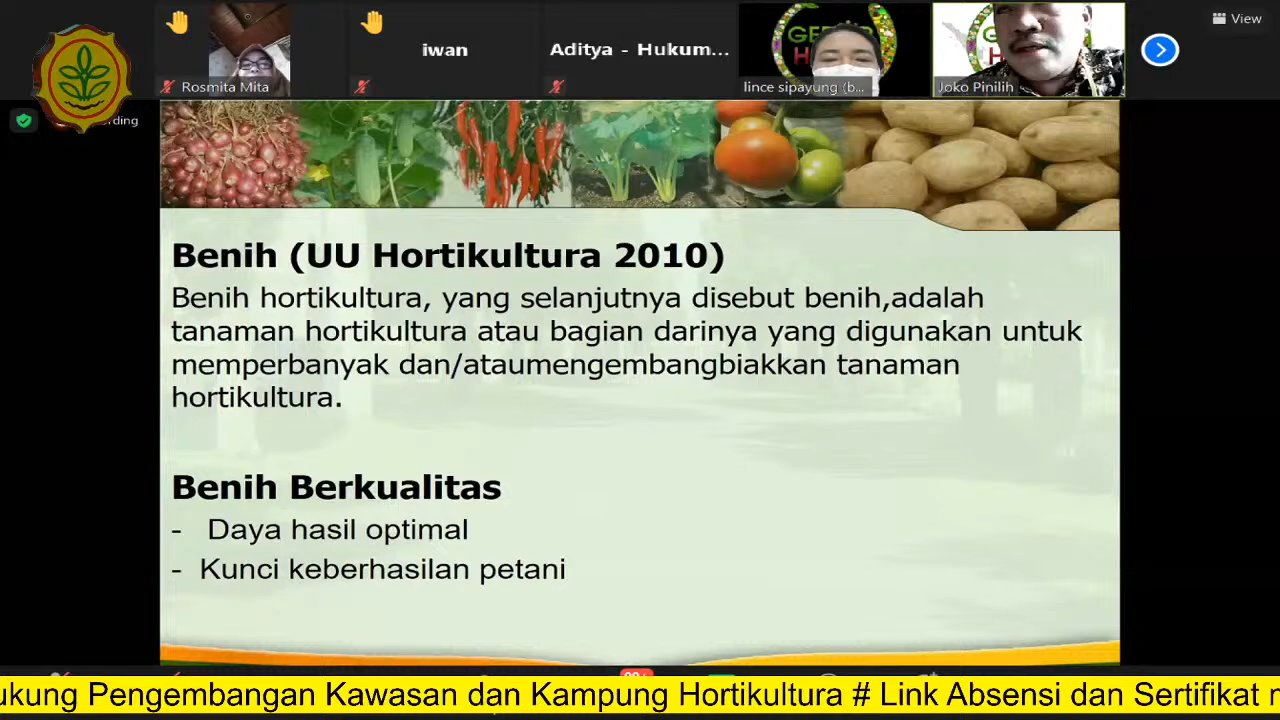 View
iwan
Aditya - Hukum...
Rosmita Mita
lince sipayung (b...
Joko Pinilih
Benih (UU Hortikultura 2010)
Benih hortikultura, yang selanjutnya disebut benih,adalah
tanaman hortikultura atau bagian darinya yang digunakan untuk
memperbanyak dan/ataumengembangbiakkan tanaman
hortikultura.
Benih Berkualitas
- Daya hasil optimal
- Kunci keberhasilan petani
Pengembangan Kawasan dan Kampung Hortikultura # Link Absensi dan Sertifikat